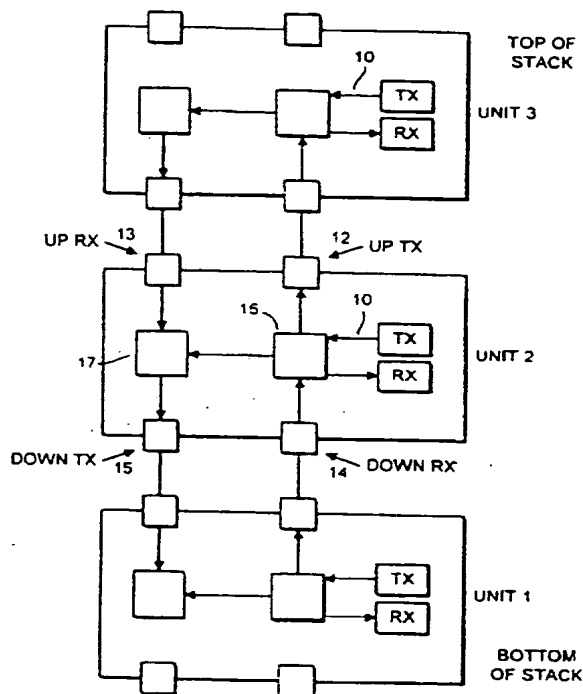 TOP OF
STACK
10
TX
RX
UNIT 3
UP RX
13
12
UP TX
15
10
TX
RX
17
UNIT 2
DOWN TX
15
14
DOWN RX
TX
RX
UNIT 1
BOTTOM
OF STACK